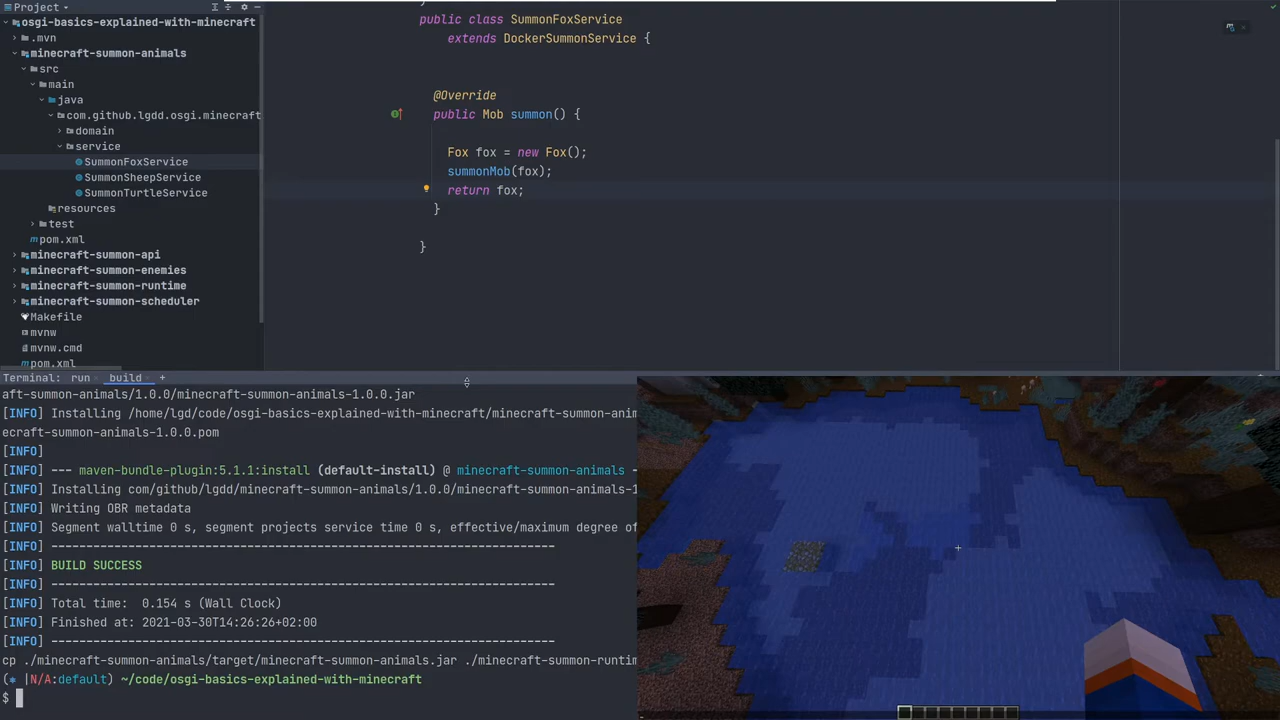 Project
osgi-basics-explained-with-minecraft
.mvn
minecraft-summon-animals
src
main
java
com.github.lgdd.osgi.minecraft
domain
service
SummonFoxService
SummonSheepService
SummonTurtleService
resources
test
pom.xml
minecraft-summon-api
minecraft-summon-enemies
minecraft-summon-runtime
minecraft-summon-scheduler
Makefile
mvnw
mvnw.cmd
pom.xml
public class SummonFoxService
extends DockerSummonService {
@Override
public Mob summon() {
Fox fox = new Fox();
summonMob(fox);
return fox;
}
}
Terminal: run × build × +
aft-summon-animals/1.0.0/minecraft-summon-animals-1.0.0.jar
[INFO] Installing /home/lgd/code/osgi-basics-explained-with-minecraft/minecraft-summon-anim
ecraft-summon-animals-1.0.0.pom
[INFO]
[INFO] --- maven-bundle-plugin:5.1.1:install (default-install) @ minecraft-summon-animals -
[INFO] Installing com/github/lgdd/minecraft-summon-animals/1.0.0/minecraft-summon-animals-1
[INFO] Writing OBR metadata
[INFO] Segment walltime 0 s, segment projects service time 0 s, effective/maximum degree of
[INFO] ------------------------------------------------------------------------
[INFO] BUILD SUCCESS
[INFO] ------------------------------------------------------------------------
[INFO] Total time:  0.154 s (Wall Clock)
[INFO] Finished at: 2021-03-30T14:26:26+02:00
[INFO] ------------------------------------------------------------------------
cp ./minecraft-summon-animals/target/minecraft-summon-animals.jar ./minecraft-summon-runtim
(⎈ |N/A:default) ~/code/osgi-basics-explained-with-minecraft
$